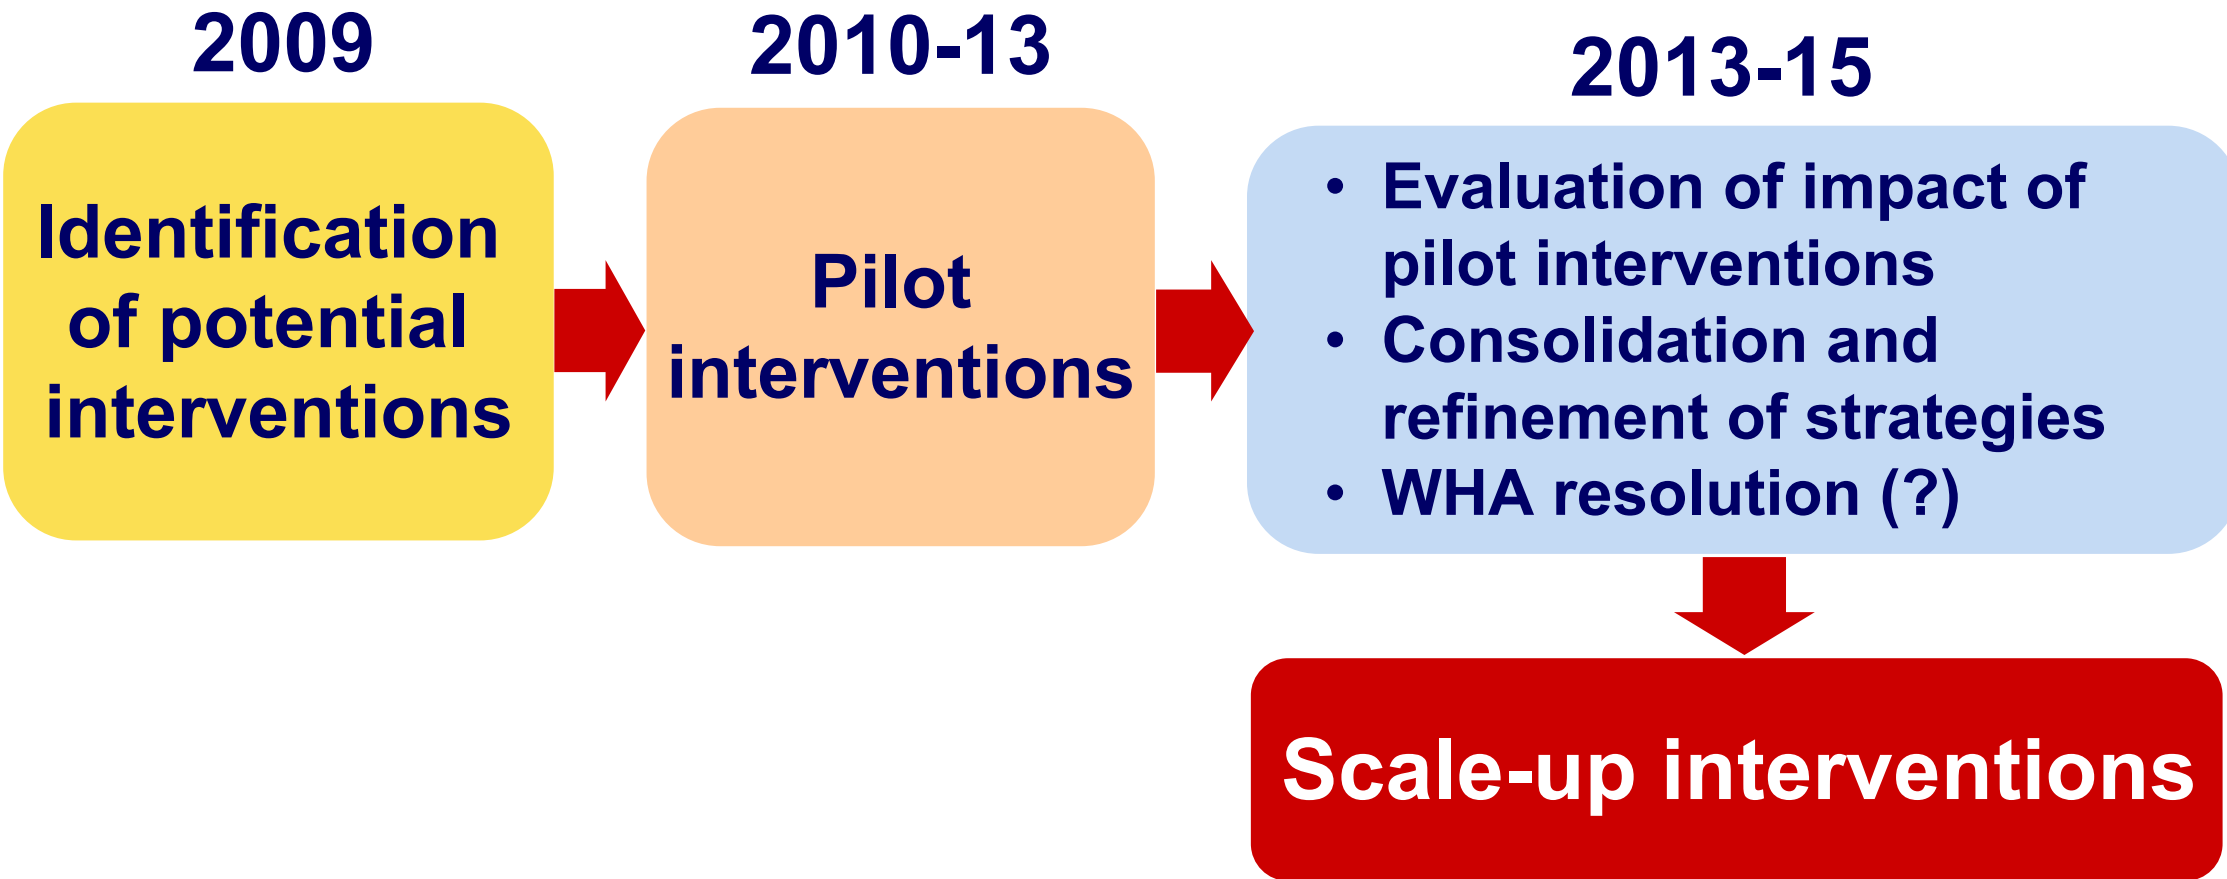 2009
Identification
of potential
interventions
2010-13
Pilot
interventions
2013-15
• Evaluation of impact of
pilot interventions
• Consolidation and
refinement of strategies
• WHA resolution (?)
Scale-up interventions